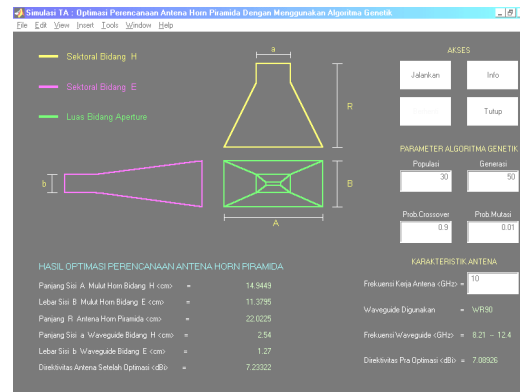 Simulasi TA : Optimasi Perencanaan Antena Horn Piramida Dengan Menggunakan Algoritma Genetik
File Edit View Insert Tools Window Help
Sektoral Bidang H
Sektoral Bidang E
Luas Bidang Aperture
a
R
b
B
A
AKSES
Jalankan Info
Tutup
PARAMETER ALGORITMA GENETIK
Populasi Generasi
30 50
Prob.Crossover Prob.Mutasi
0.9 0.01
HASIL OPTIMASI PERENCANAAN ANTENA HORN PIRAMIDA
Panjang Sisi A Mulut Horn Bidang H <cm> = 14.9449
Lebar Sisi B Mulut Horn Bidang E <cm> = 11.3795
Panjang R Antena Horn Piramida <cm> = 22.0225
Panjang Sisi a Waveguide Bidang H <cm> = 2.54
Lebar Sisi b Waveguide Bidang E <cm> = 1.27
Direktivitas Antena Setelah Optimasi <dBi> = 7.23322
KARAKTERISTIK ANTENA
Frekuensi Kerja Antena <GHz> = 10
Waveguide Digunakan = WR90
Frekuensi Waveguide <GHz> = 8.21 – 12.4
Direktivitas Pra Optimasi <dBi> = 7.08926